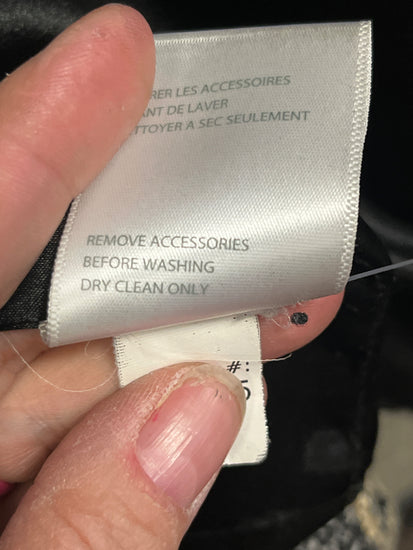 LES ACCESSOIRES
DE LAVER
A SEC SEULEMENT
REMOVE ACCESSORIES
BEFORE WASHING
DRY CLEAN ONLY
#: